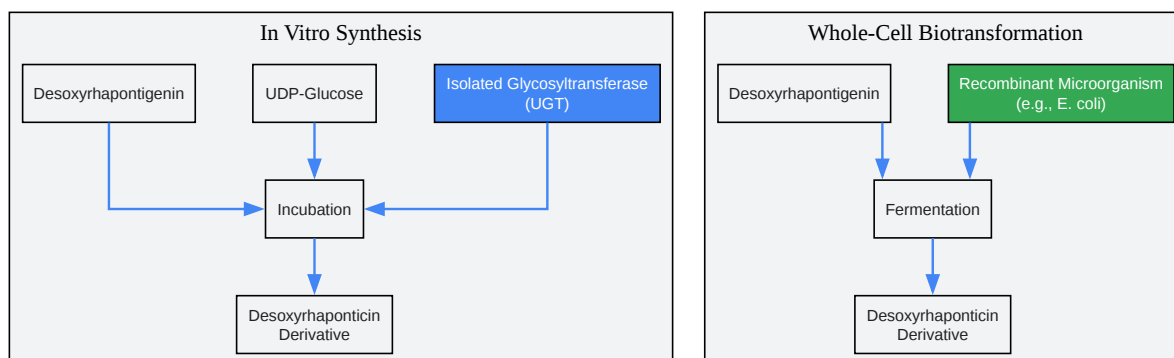 In Vitro Synthesis
Desoxyrhapontigenin
UDP-Glucose
Isolated Glycosyltransferase
(UGT)
Incubation
Desoxyrhaponticin
Derivative
Whole-Cell Biotransformation
Desoxyrhapontigenin
Recombinant Microorganism
(e.g., E. coli)
Fermentation
Desoxyrhaponticin
Derivative